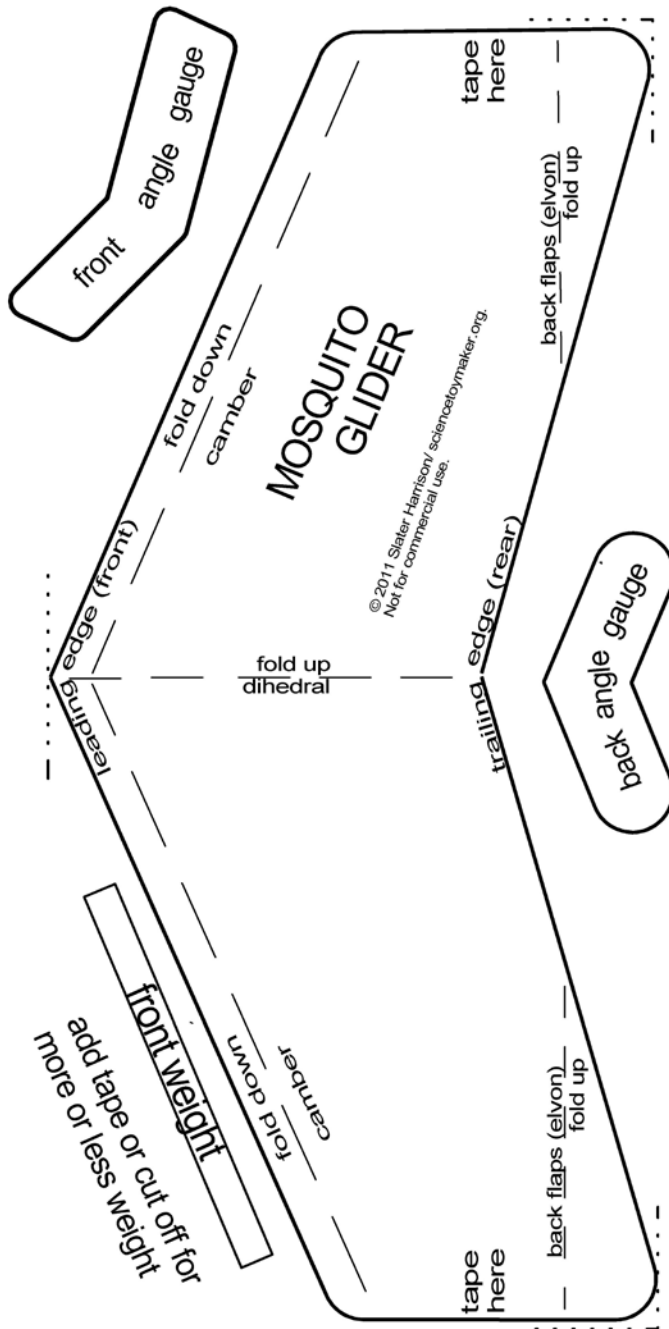 front angle gauge
tape
here
fold down
camber
back flaps (elvon)
fold up
MOSQUITO
GLIDER
© 2011 Slater Harrison/ sciencetoymaker.org.
Not for commercial use.
leading edge (front)
fold up
dihedral
trailing edge (rear)
back angle gauge
front weight
add tape or cut off for
more or less weight
fold down
camber
back flaps (elvon)
fold up
tape
here